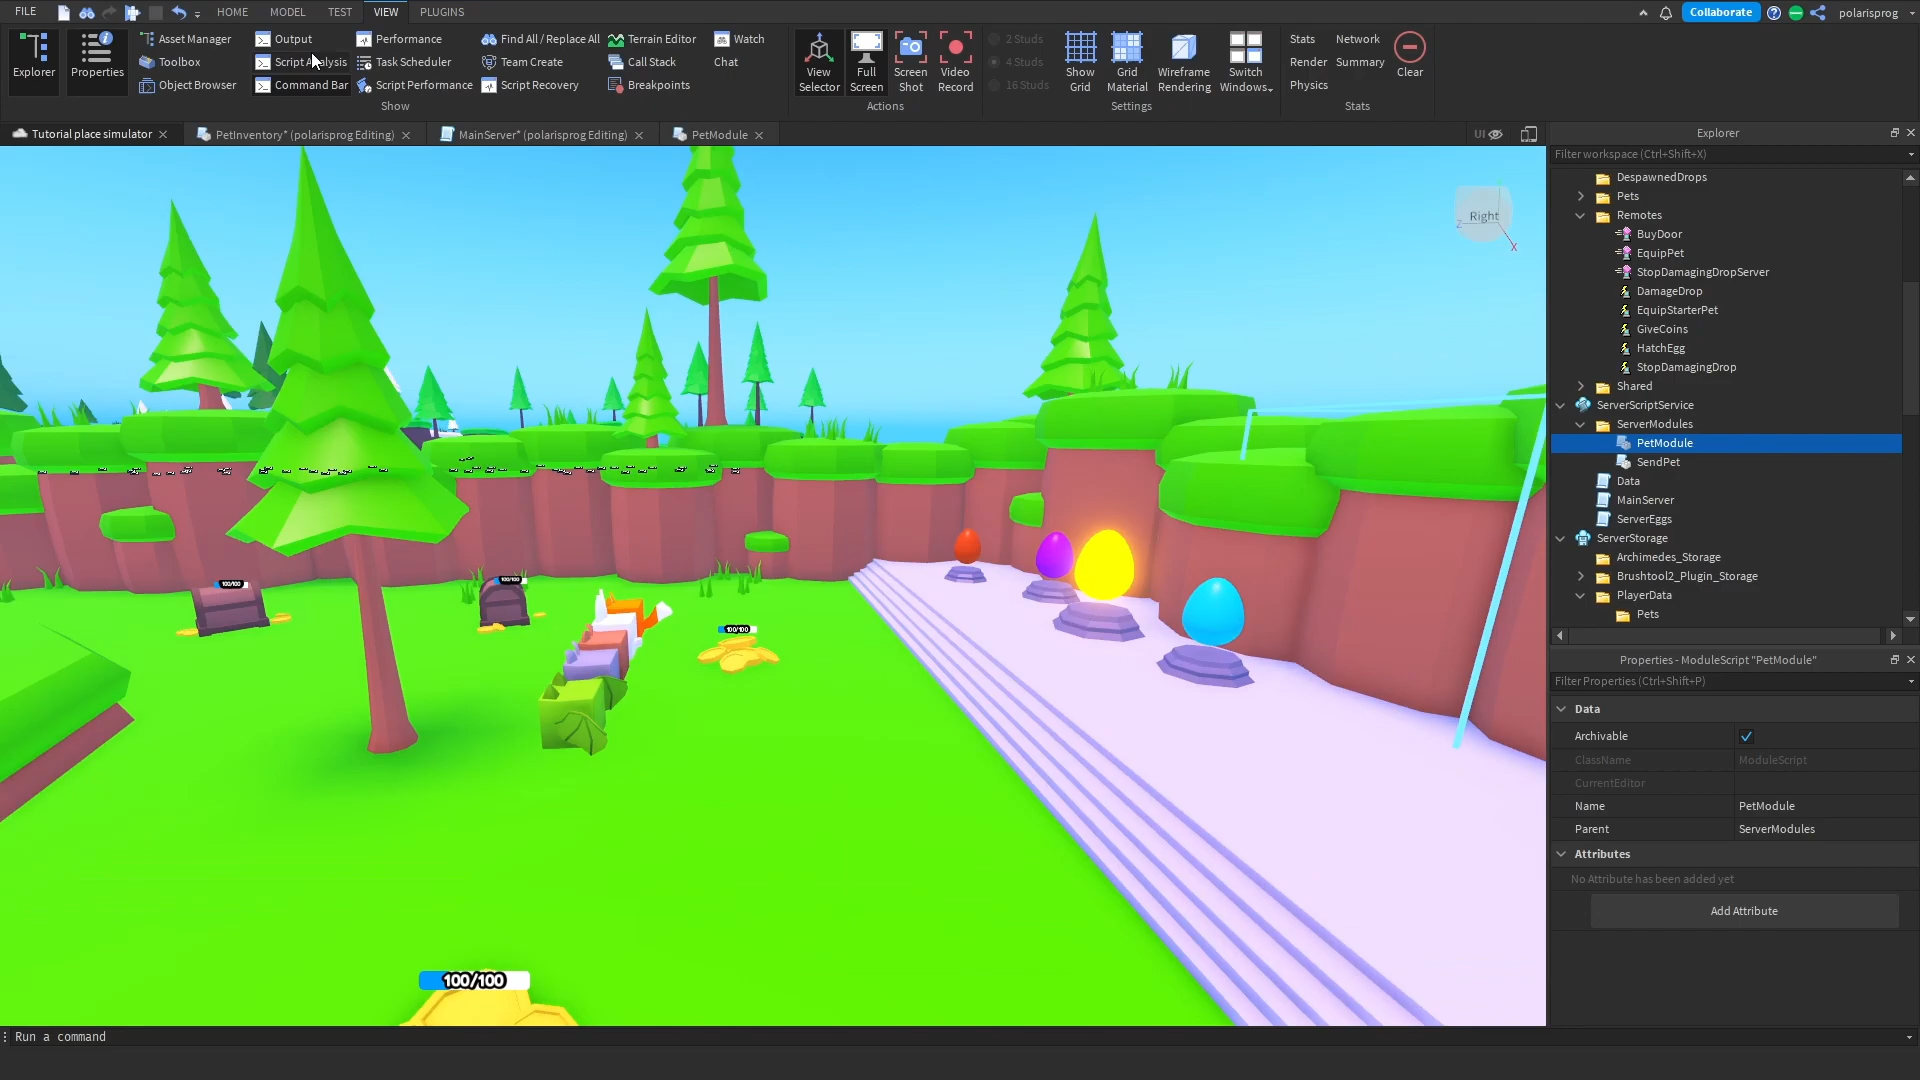 FILE
HOME
MODEL
TEST
VIEW
PLUGINS
Collaborate
polarisprog
Explorer
Properties
Asset Manager
Toolbox
Object Browser
Output
Script Analysis
Command Bar
Performance
Task Scheduler
Script Performance
Find All / Replace All
Team Create
Script Recovery
Terrain Editor
Call Stack
Breakpoints
Watch
Chat
Show
View
Selector
Full
Screen
Screen
Shot
Video
Record
Actions
2 Studs
4 Studs
16 Studs
Show
Grid
Grid
Material
Wireframe
Rendering
Switch
Windows
Settings
Stats
Render
Physics
Network
Summary
Clear
Stats
Tutorial place simulator
PetInventory* (polarisprog Editing)
MainServer* (polarisprog Editing)
PetModule
UI
Right
Z
X
100/100
100/100
100/100
100/100
Run a command
Explorer
Filter workspace (Ctrl+Shift+X)
DespawnedDrops
Pets
Remotes
BuyDoor
EquipPet
StopDamagingDropServer
DamageDrop
EquipStarterPet
GiveCoins
HatchEgg
StopDamagingDrop
Shared
ServerScriptService
ServerModules
PetModule
SendPet
Data
MainServer
ServerEggs
ServerStorage
Archimedes_Storage
Brushtool2_Plugin_Storage
PlayerData
Pets
Properties - ModuleScript "PetModule"
Filter Properties (Ctrl+Shift+P)
Data
Archivable
ClassName ModuleScript
CurrentEditor
Name PetModule
Parent ServerModules
Attributes
No Attribute has been added yet
Add Attribute